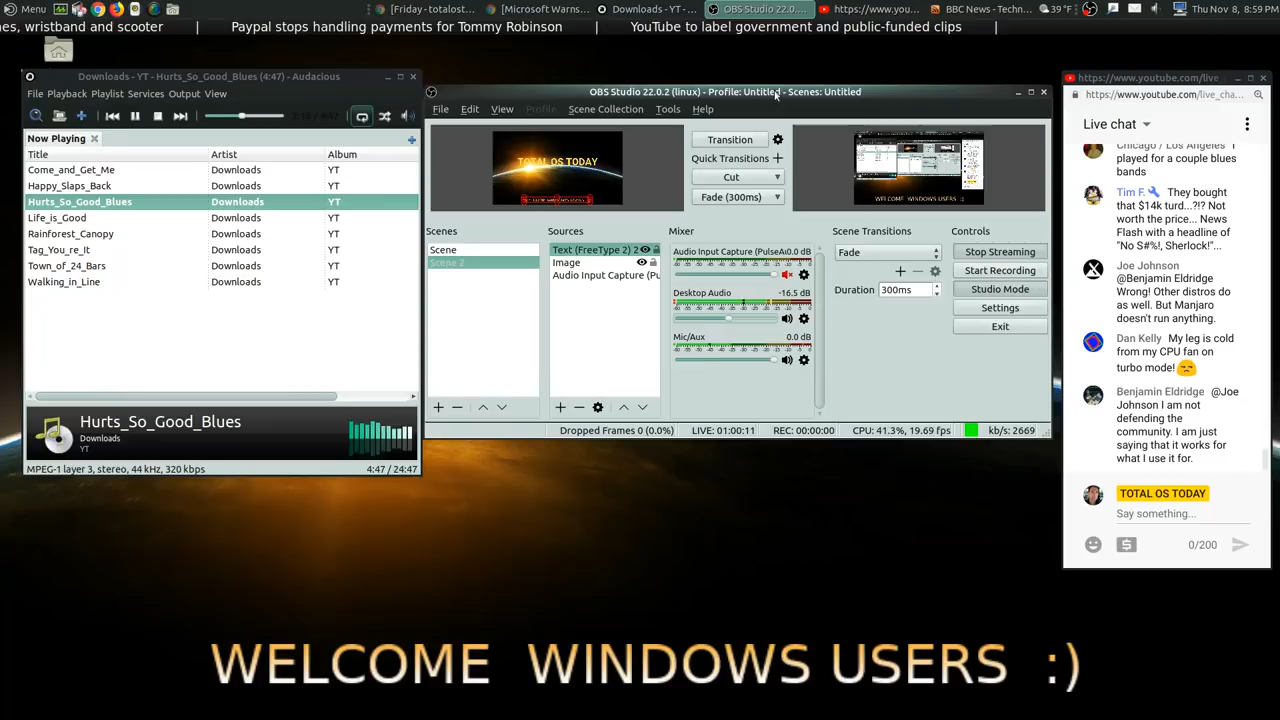 Menu
[Friday - totalost...
[Microsoft Warns...
Downloads - YT -...
OBS Studio 22.0....
https://www.you...
BBC News - Techn...
39 °F
Thu Nov 8, 8:59 PM
es, wristband and scooter | Paypal stops handling payments for Tommy Robinson | YouTube to label government and public-funded clips |
Downloads - YT - Hurts_So_Good_Blues (4:47) - Audacious
File Playback Playlist Services Output View
Now Playing
Title Artist Album
Come_and_Get_Me Downloads YT
Happy_Slaps_Back Downloads YT
Hurts_So_Good_Blues Downloads YT
Life_is_Good Downloads YT
Rainforest_Canopy Downloads YT
Tag_You_re_It Downloads YT
Town_of_24_Bars Downloads YT
Walking_in_Line Downloads YT
Hurts_So_Good_Blues
Downloads
YT
MPEG-1 layer 3, stereo, 44 kHz, 320 kbps 4:47 / 24:47
OBS Studio 22.0.2 (linux) - Profile: Untitled - Scenes: Untitled
File Edit View Profile Scene Collection Tools Help
TOTAL OS TODAY
Transition
Quick Transitions
Cut
Fade (300ms)
WELCOME WINDOWS USERS :)
Scenes
Scene
Scene 2
Sources
Text (FreeType 2) 2
Image
Audio Input Capture (Pu
Mixer
Audio Input Capture (PulseAu 0.0 dB
Desktop Audio -16.5 dB
Mic/Aux 0.0 dB
Scene Transitions
Fade
Duration 300ms
Controls
Stop Streaming
Start Recording
Studio Mode
Settings
Exit
Dropped Frames 0 (0.0%) LIVE: 01:00:11 REC: 00:00:00 CPU: 41.3%, 19.69 fps kb/s: 2669
https://www.youtube.com/live
https://www.youtube.com/live_cha...
Live chat
Chicago / Los Angeles I
played for a couple blues
bands
Tim F. They bought
that $14k turd...?!? Not
worth the price... News
Flash with a headline of
"No S#%!, Sherlock!"...
Joe Johnson
@Benjamin Eldridge
Wrong! Other distros do
as well. But Manjaro
doesn't run anything.
Dan Kelly My leg is cold
from my CPU fan on
turbo mode!
Benjamin Eldridge @Joe
Johnson I am not
defending the
community. I am just
saying that it works for
what I use it for.
TOTAL OS TODAY
Say something...
0/200
WELCOME WINDOWS USERS :)